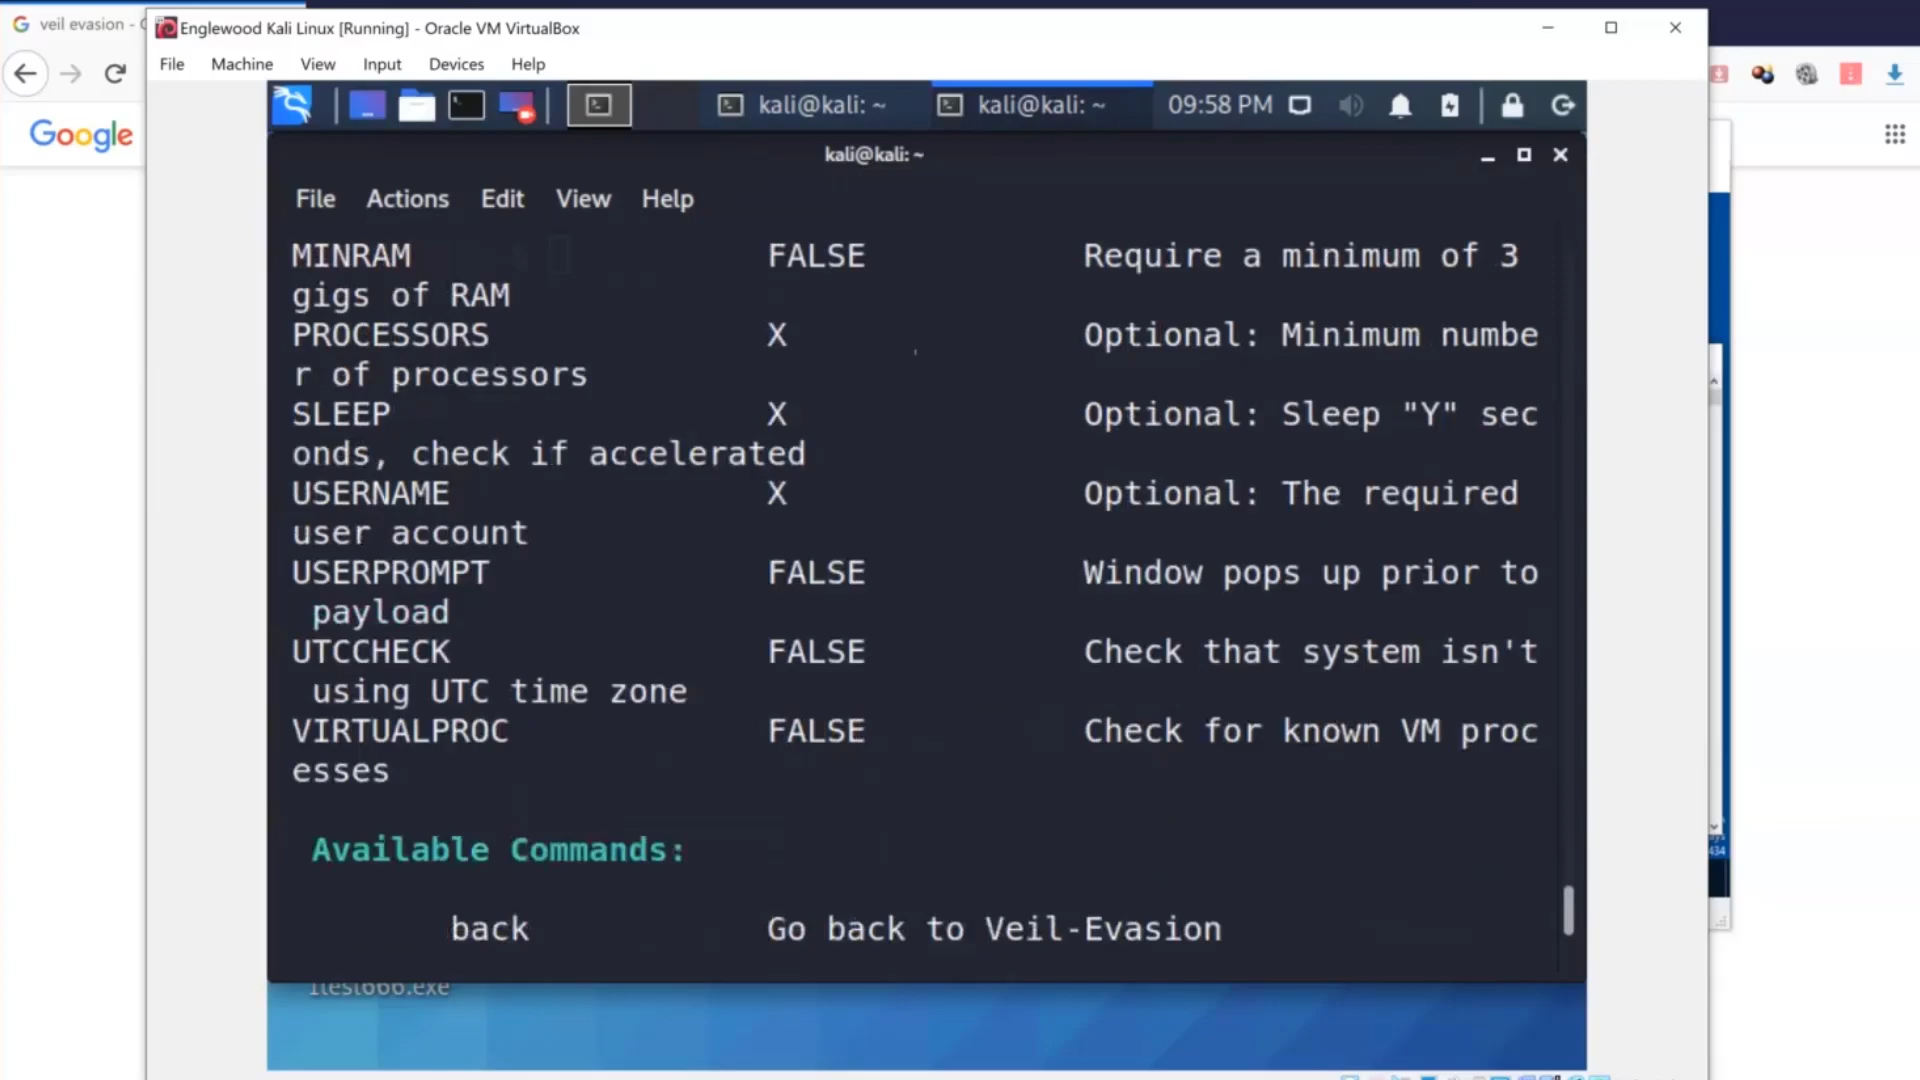 veil evasion -
Englewood Kali Linux [Running] - Oracle VM VirtualBox
File Machine View Input Devices Help
Google
kali@kali: ~ kali@kali: ~ 09:58 PM
kali@kali: ~
File Actions Edit View Help
MINRAM FALSE Require a minimum of 3
gigs of RAM
PROCESSORS X Optional: Minimum numbe
r of processors
SLEEP X Optional: Sleep "Y" sec
onds, check if accelerated
USERNAME X Optional: The required
user account
USERPROMPT FALSE Window pops up prior to
payload
UTCCHECK FALSE Check that system isn't
using UTC time zone
VIRTUALPROC FALSE Check for known VM proc
esses
Available Commands:
back Go back to Veil-Evasion
1test666.exe
434